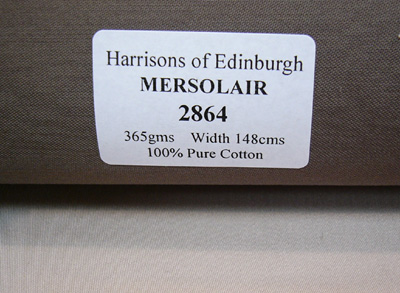 Harrisons of Edinburgh
MERSOLAIR
2864
365gms Width 148cms
100% Pure Cotton